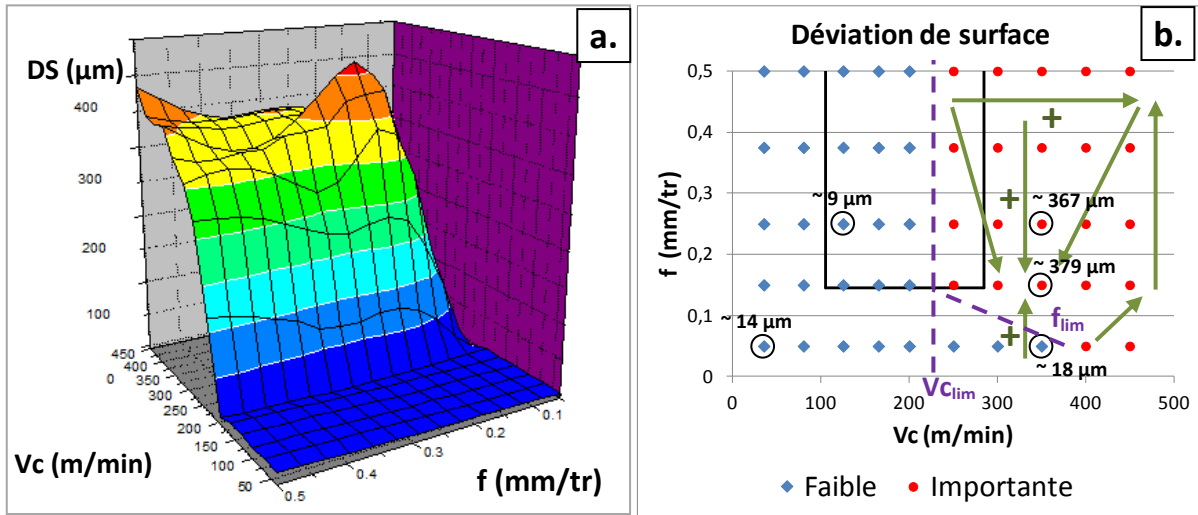 a.
DS (µm)
400
300
200
100
450
400
0
350
300
250
200
150
100
50
0.5
0.4
0.3
0.2
0.1
Vc (m/min)
f (mm/tr)
b.
Déviation de surface
0,5
0,4
0,3
0,2
0,1
0
f (mm/tr)
+
~ 9 µm
+
~ 367 µm
~ 379 µm
~ 14 µm
+
flim
~ 18 µm
Vclim
0 100 200 300 400 500
Vc (m/min)
Faible Importante